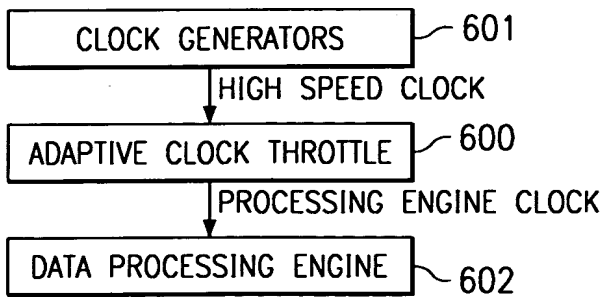 CLOCK GENERATORS
601
HIGH SPEED CLOCK
ADAPTIVE CLOCK THROTTLE
600
PROCESSING ENGINE CLOCK
DATA PROCESSING ENGINE
602